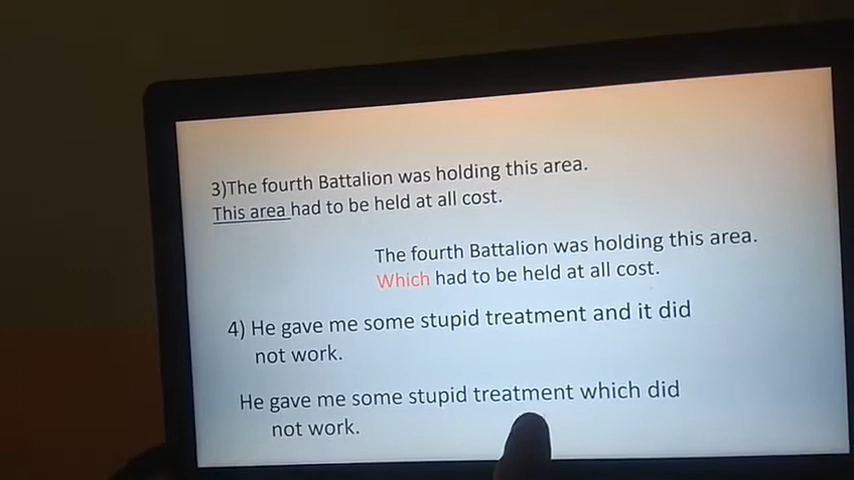 3)The fourth Battalion was holding this area.
This area had to be held at all cost.
The fourth Battalion was holding this area.
Which had to be held at all cost.
4) He gave me some stupid treatment and it did
not work.
He gave me some stupid treatment which did
not work.